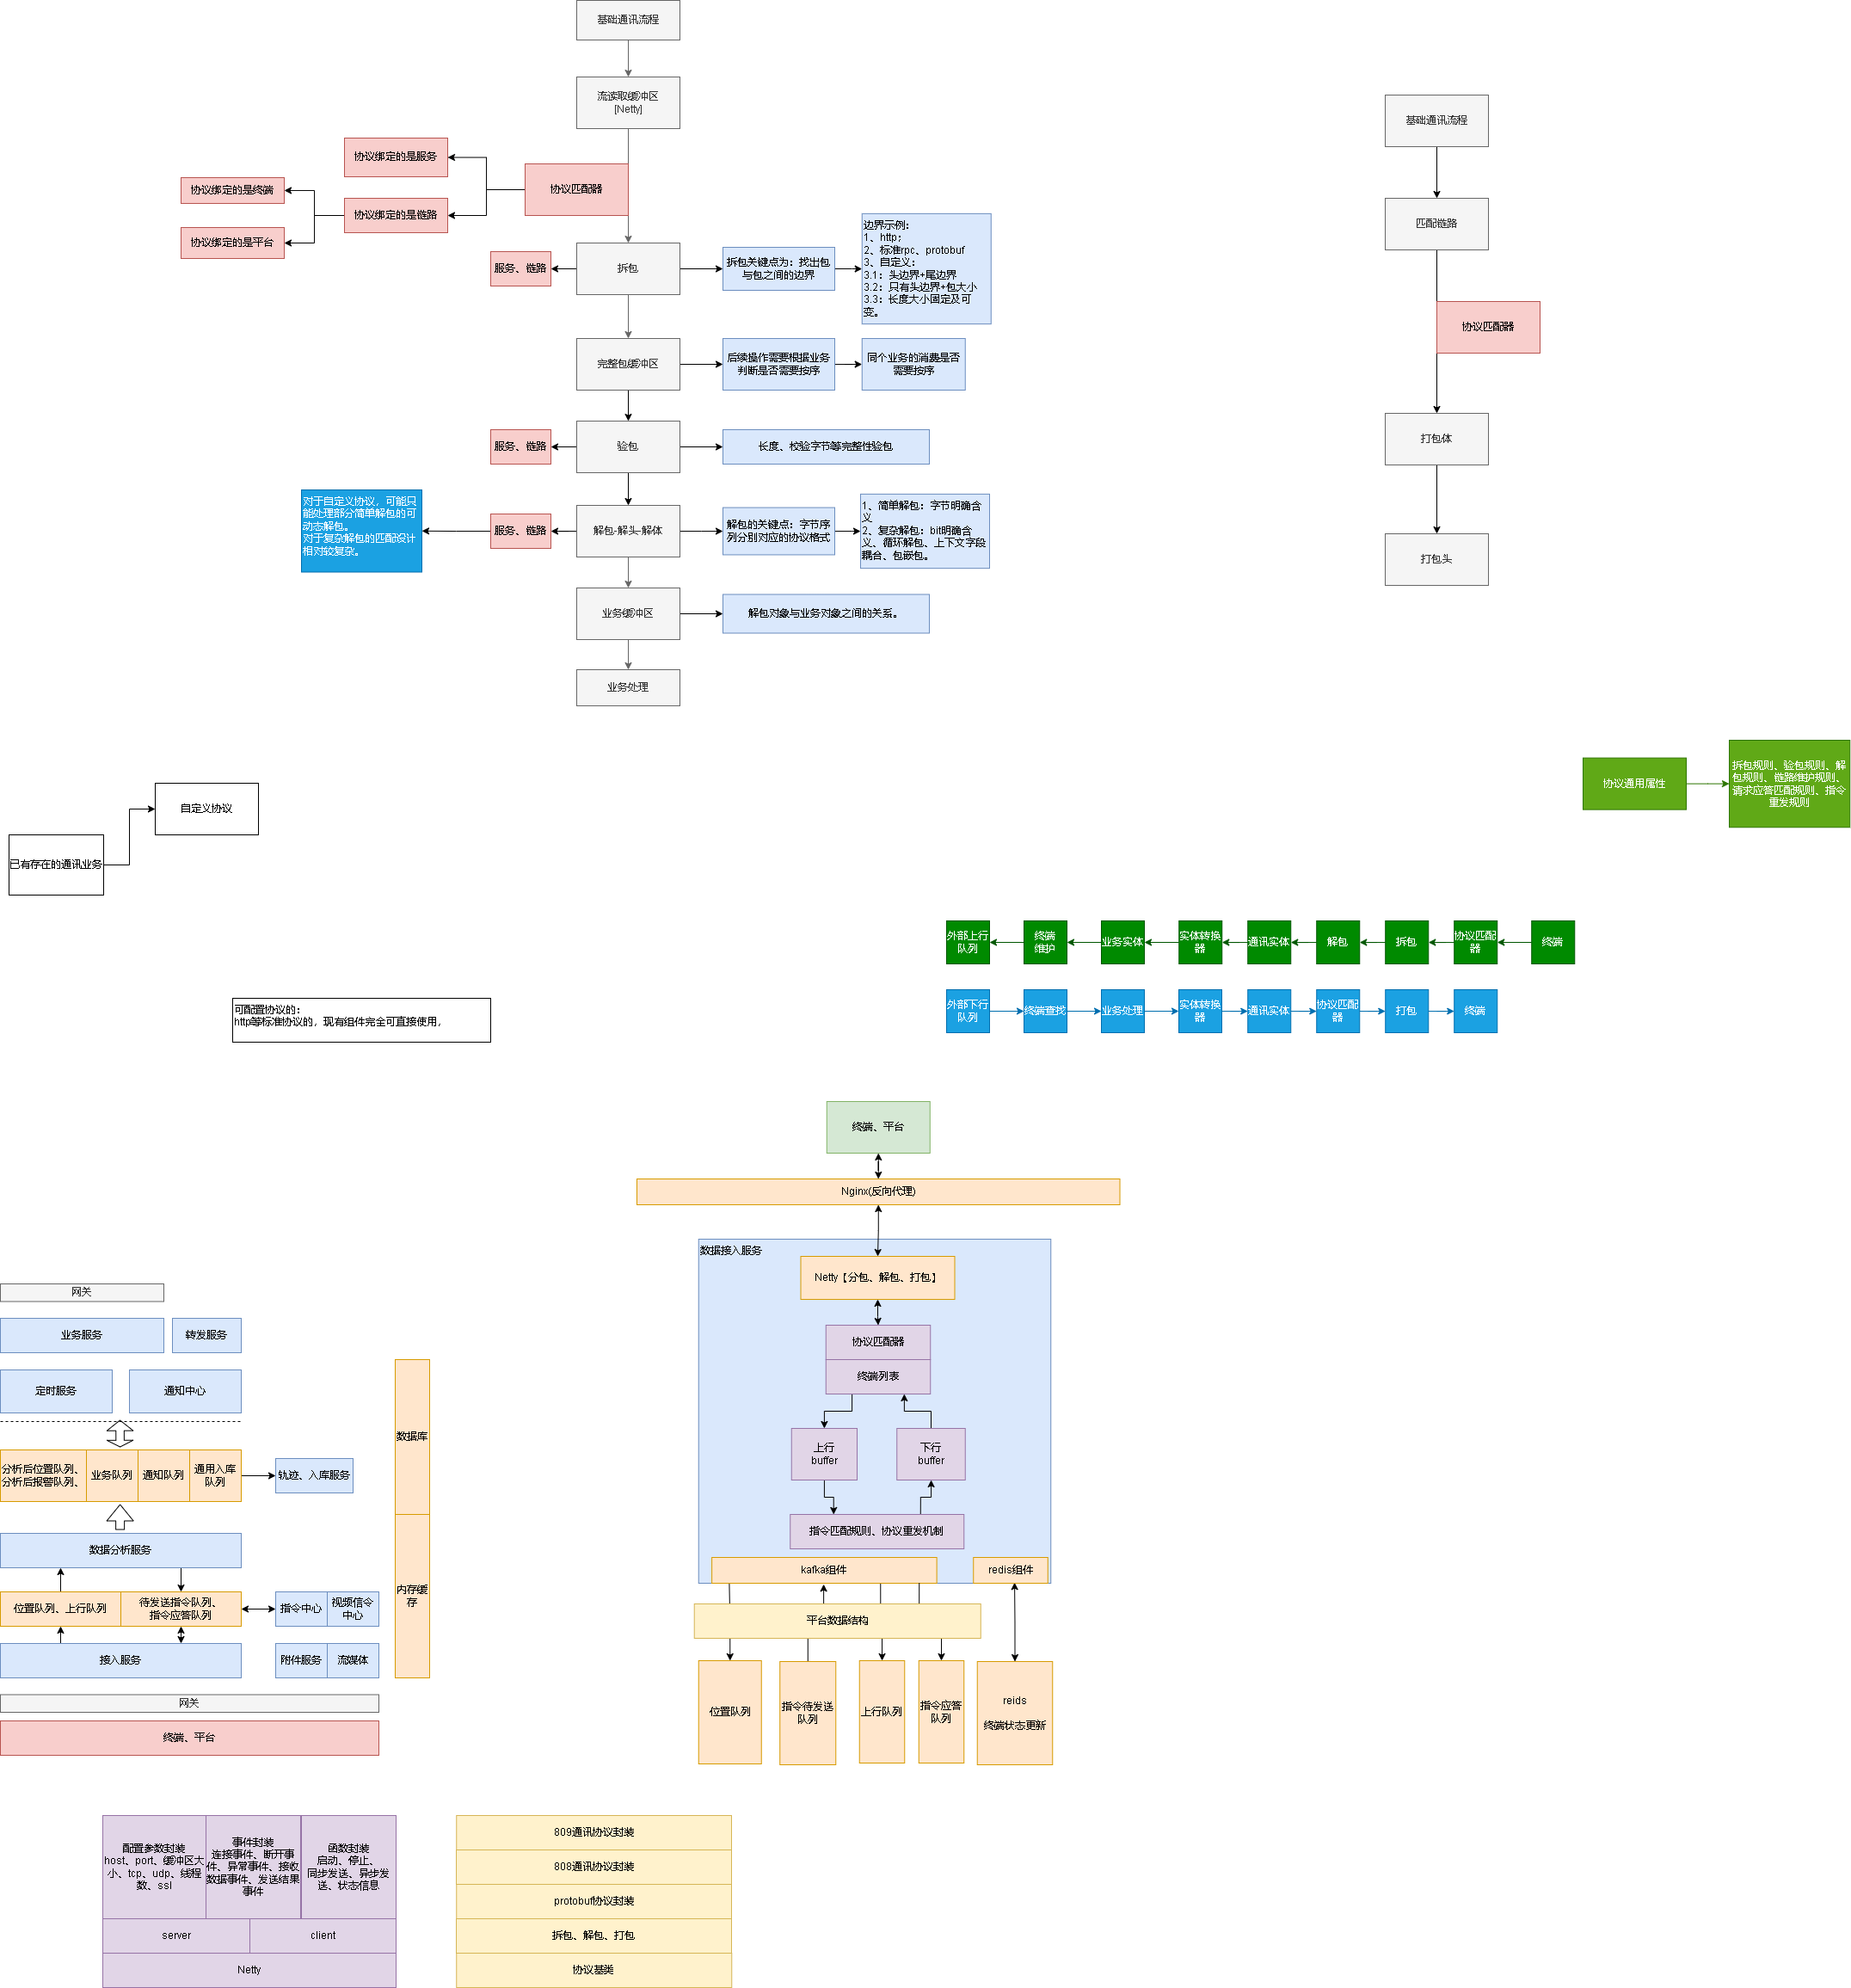 基础通讯流程
流读取缓冲区
[Netty]
协议匹配器
协议绑定的是服务
协议绑定的是链路
协议绑定的是终端
协议绑定的是平台
服务、链路
拆包
拆包关键点为：找出包
与包之间的边界
边界示例：
1、http；
2、标准rpc、protobuf
3、自定义：
3.1：头边界+尾边界
3.2：只有头边界+包大小
3.3：长度大小固定及可
变。
完整包缓冲区
后续操作需要根据业务
判断是否需要按序
同个业务的消费是否
需要按序
服务、链路
验包
长度、校验字节等完整性验包
对于自定义协议，可能只
能处理部分简单解包的可
动态解包。
对于复杂解包的匹配设计
相对较复杂。
服务、链路
解包-解头-解体
解包的关键点：字节序
列分别对应的协议格式
1、简单解包：字节明确含
义
2、复杂解包：bit明确含
义、循环解包、上下文字段
耦合、包嵌包。
业务缓冲区
解包对象与业务对象之间的关系。
业务处理
基础通讯流程
匹配链路
协议匹配器
打包体
打包头
协议通用属性
拆包规则、验包规则、解
包规则、链路维护规则、
请求应答匹配规则、指令
重发规则
自定义协议
已有存在的通讯业务
可配置协议的：
http等标准协议的，现有组件完全可直接使用，
外部上行
队列
终端
维护
业务实体
实体转换
器
通讯实体
解包
拆包
协议匹配
器
终端
外部下行
队列
终端查找
业务处理
实体转换
器
通讯实体
协议匹配
器
打包
终端
终端、平台
Nginx(反向代理)
数据接入服务
Netty【分包、解包、打包】
协议匹配器
终端列表
上行
buffer
下行
buffer
指令匹配规则、协议重发机制
kafka组件
redis组件
平台数据结构
位置队列
指令待发送
队列
上行队列
指令应答
队列
reids
终端状态更新
网关
业务服务
转发服务
定时服务
通知中心
分析后位置队列、
分析后报警队列、
业务队列
通知队列
通用入库
队列
轨迹、入库服务
数据分析服务
位置队列、上行队列
待发送指令队列、
指令应答队列
指令中心
视频信令
中心
接入服务
附件服务
流媒体
数据库
内存缓
存
网关
终端、平台
配置参数封装
host、port、缓冲区大
小、tcp、udp、线程
数、ssl
事件封装
连接事件、断开事
件、异常事件、接收
数据事件、发送结果
事件
函数封装
启动、停止、
同步发送、异步发
送、状态信息
server
client
Netty
809通讯协议封装
808通讯协议封装
protobuf协议封装
拆包、解包、打包
协议基类